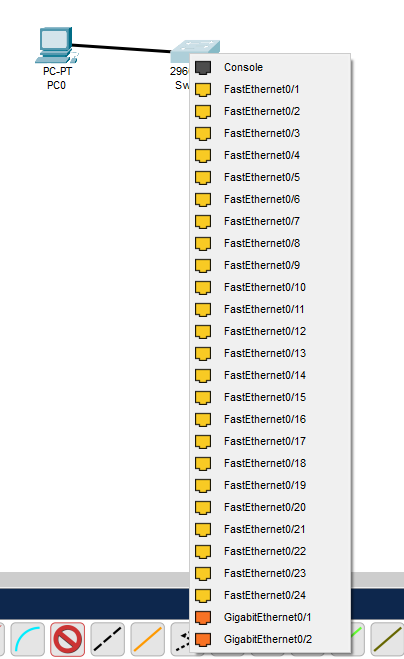 PC-PT
PC0
296
Sw
Console
FastEthernet0/1
FastEthernet0/2
FastEthernet0/3
FastEthernet0/4
FastEthernet0/5
FastEthernet0/6
FastEthernet0/7
FastEthernet0/8
FastEthernet0/9
FastEthernet0/10
FastEthernet0/11
FastEthernet0/12
FastEthernet0/13
FastEthernet0/14
FastEthernet0/15
FastEthernet0/16
FastEthernet0/17
FastEthernet0/18
FastEthernet0/19
FastEthernet0/20
FastEthernet0/21
FastEthernet0/22
FastEthernet0/23
FastEthernet0/24
GigabitEthernet0/1
GigabitEthernet0/2